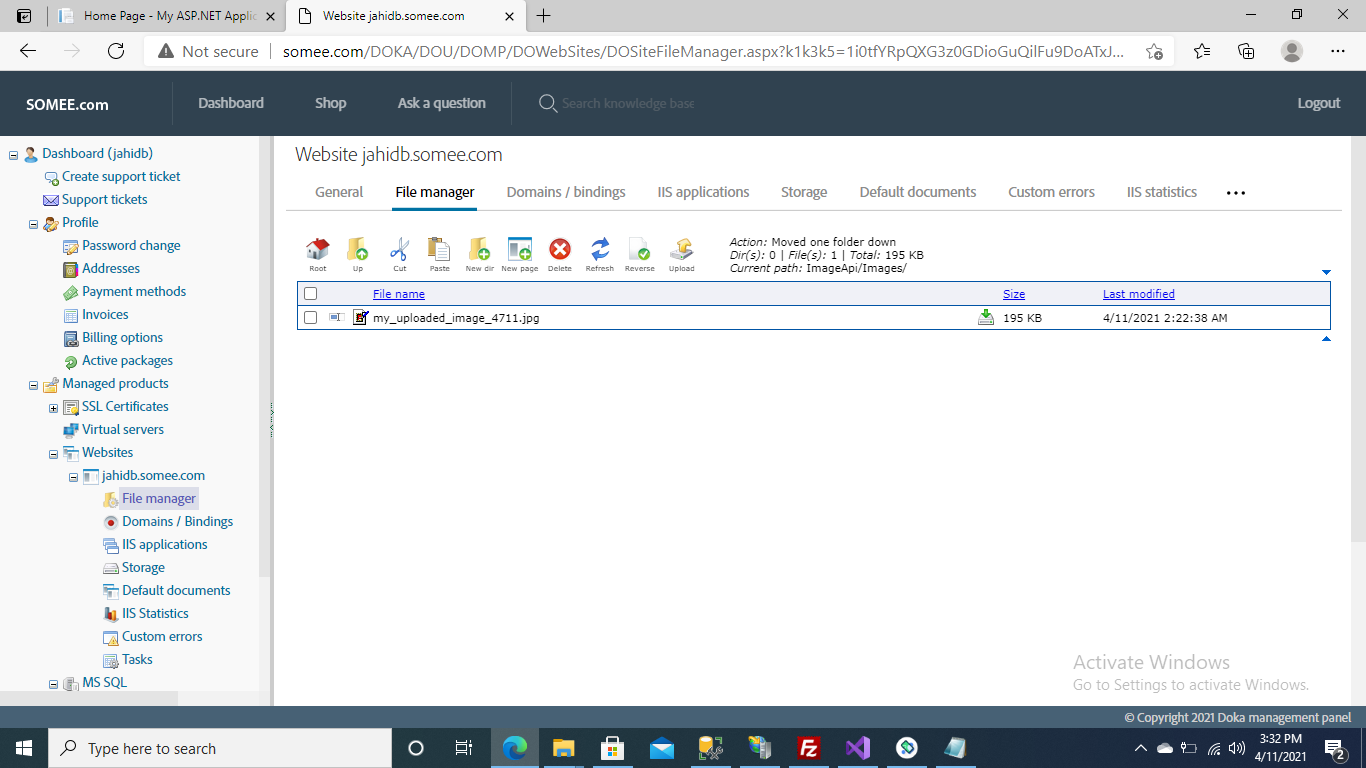 Home Page - My ASP.NET Applic
Website jahidb.somee.com
Not secure
somee.com/DOKA/DOU/DOMP/DOWebSites/DOSiteFileManager.aspx?k1k3k5=1i0tfYRpQXG3z0GDioGuQilFu9DoATxJ...
SOMEE.com
Dashboard
Shop
Ask a question
Search knowledge base
Logout
Dashboard (jahidb)
Create support ticket
Support tickets
Profile
Password change
Addresses
Payment methods
Invoices
Billing options
Active packages
Managed products
SSL Certificates
Virtual servers
Websites
jahidb.somee.com
File manager
Domains / Bindings
IIS applications
Storage
Default documents
IIS Statistics
Custom errors
Tasks
MS SQL
Website jahidb.somee.com
General
File manager
Domains / bindings
IIS applications
Storage
Default documents
Custom errors
IIS statistics
Root
Up
Cut
Paste
New dir
New page
Delete
Refresh
Reverse
Upload
Action: Moved one folder down
Dir(s): 0 | File(s): 1 | Total: 195 KB
Current path: ImageApi/Images/
File name Size Last modified
my_uploaded_image_4711.jpg 195 KB 4/11/2021 2:22:38 AM
Activate Windows
Go to Settings to activate Windows.
© Copyright 2021 Doka management panel
Type here to search
3:32 PM
4/11/2021
2